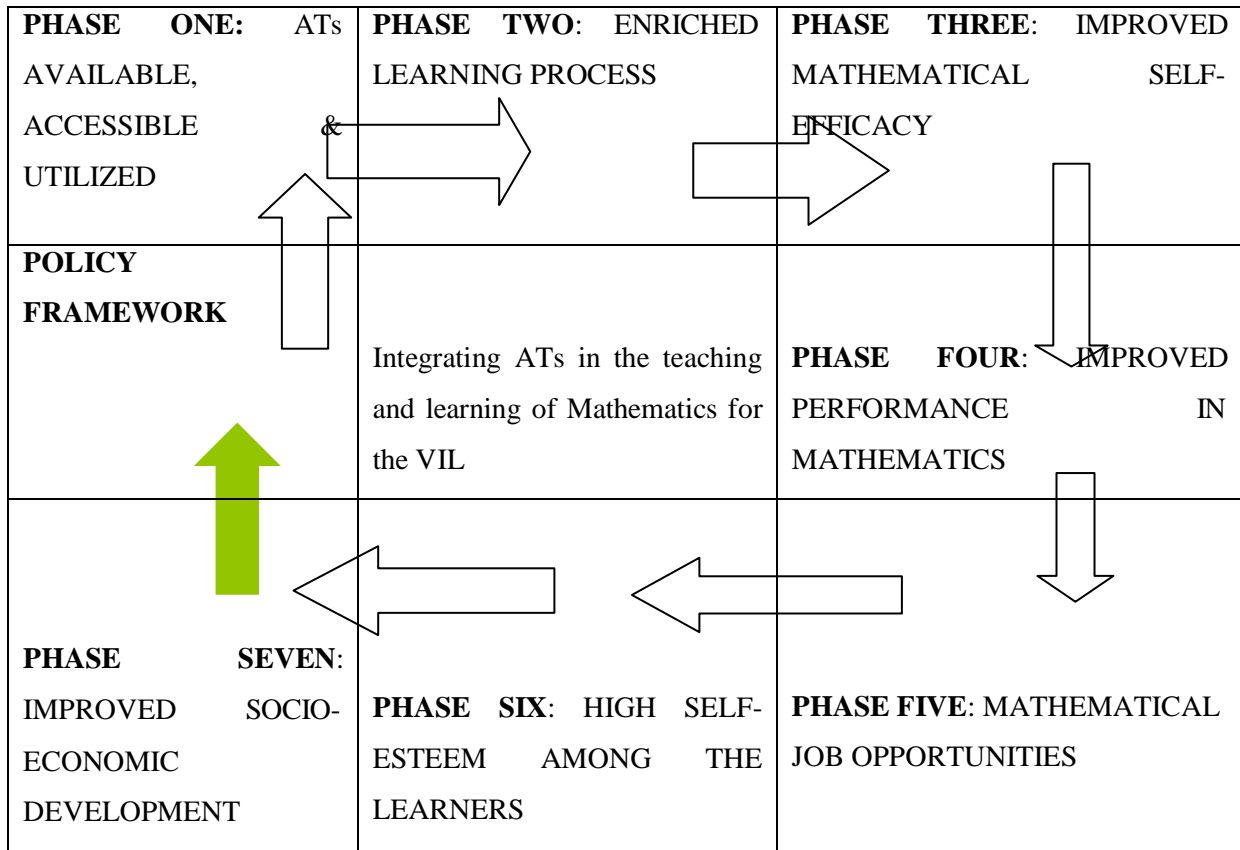 PHASE ONE: ATs
AVAILABLE,
ACCESSIBLE &
UTILIZED
PHASE TWO: ENRICHED
LEARNING PROCESS
PHASE THREE: IMPROVED
MATHEMATICAL SELF-
EFFICACY
POLICY
FRAMEWORK
Integrating ATs in the teaching
and learning of Mathematics for
the VIL
PHASE FOUR: IMPROVED
PERFORMANCE IN
MATHEMATICS
PHASE SEVEN:
IMPROVED SOCIO-
ECONOMIC
DEVELOPMENT
PHASE SIX: HIGH SELF-
ESTEEM AMONG THE
LEARNERS
PHASE FIVE: MATHEMATICAL
JOB OPPORTUNITIES